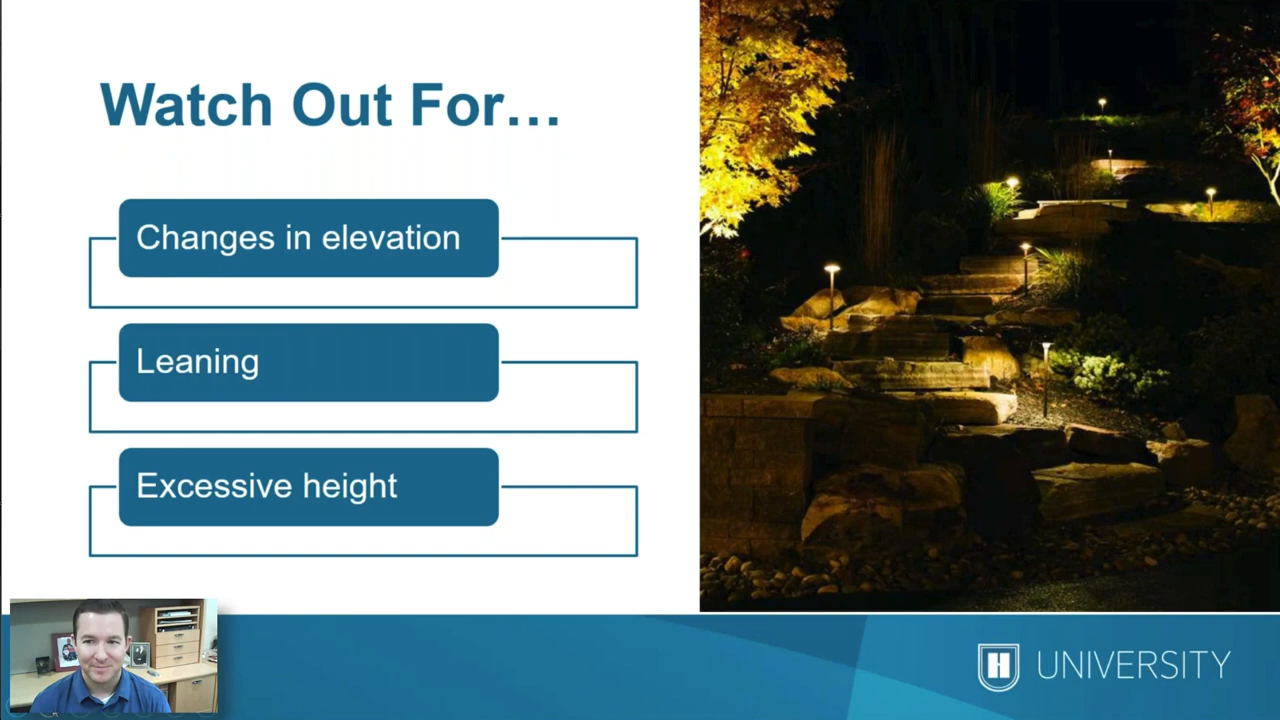 Watch Out For…
Changes in elevation
Leaning
Excessive height
H UNIVERSITY